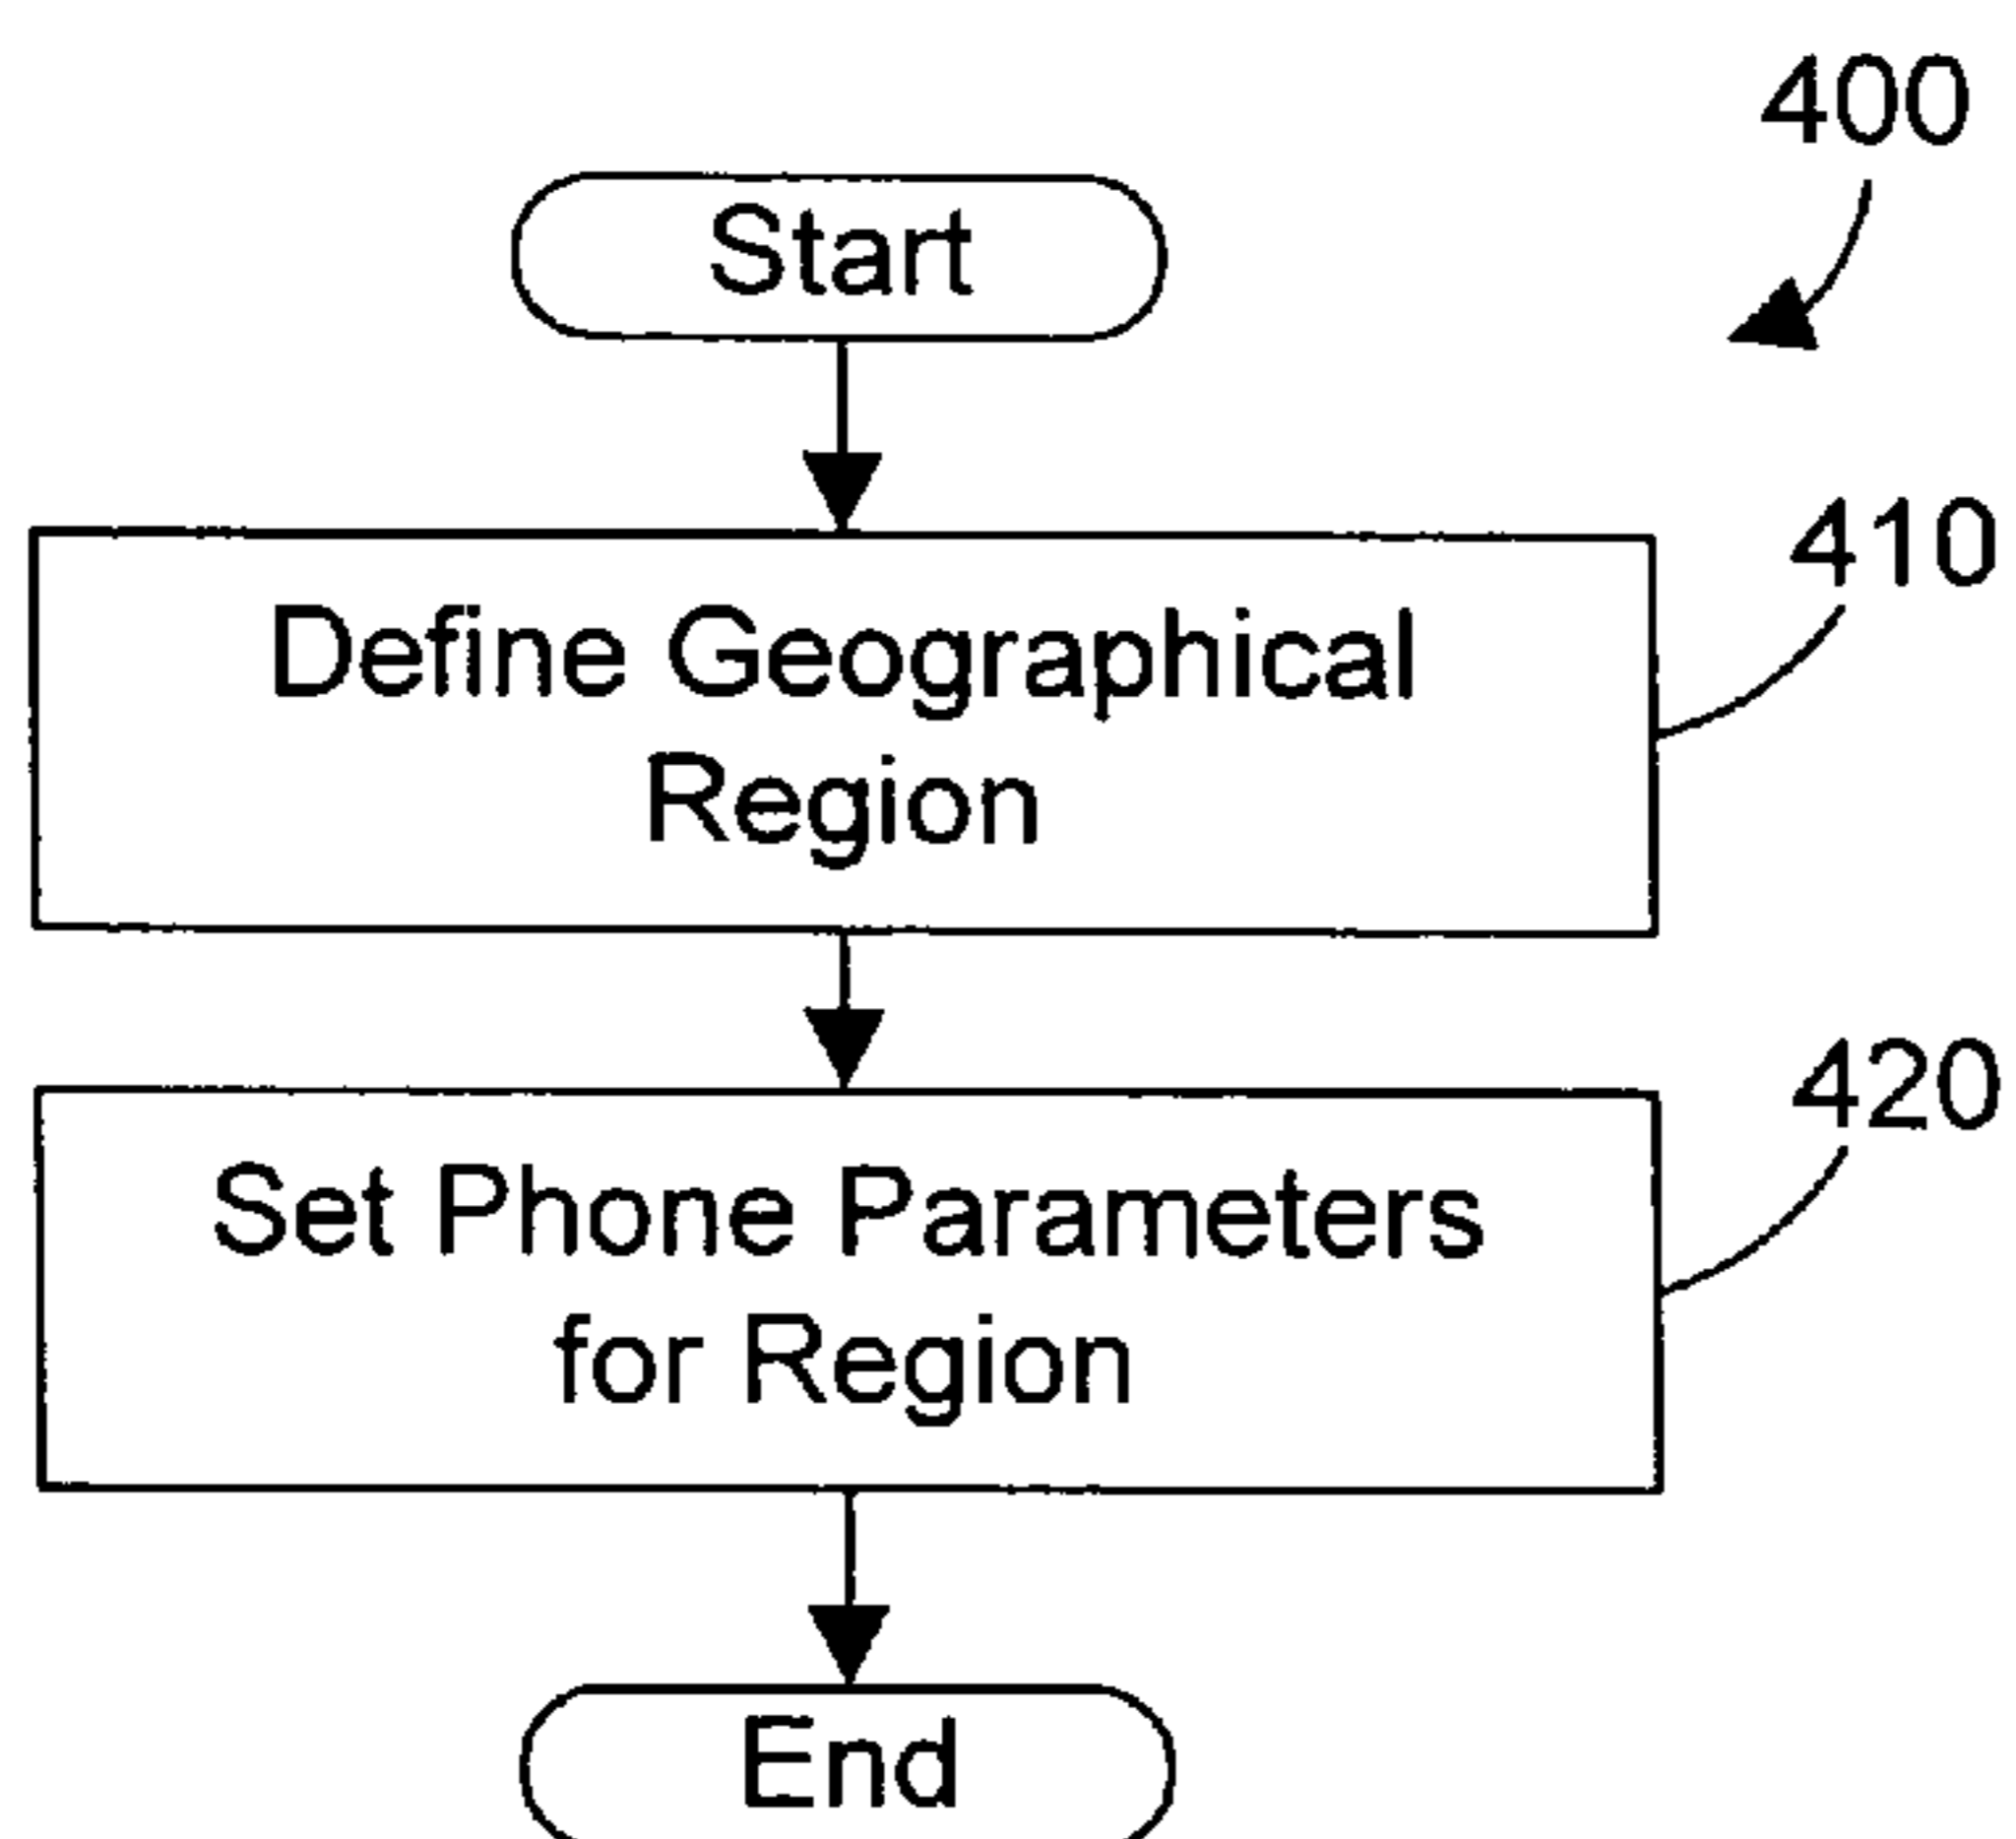 400
Start
410
Define Geographical
Region
420
Set Phone Parameters
for Region
End